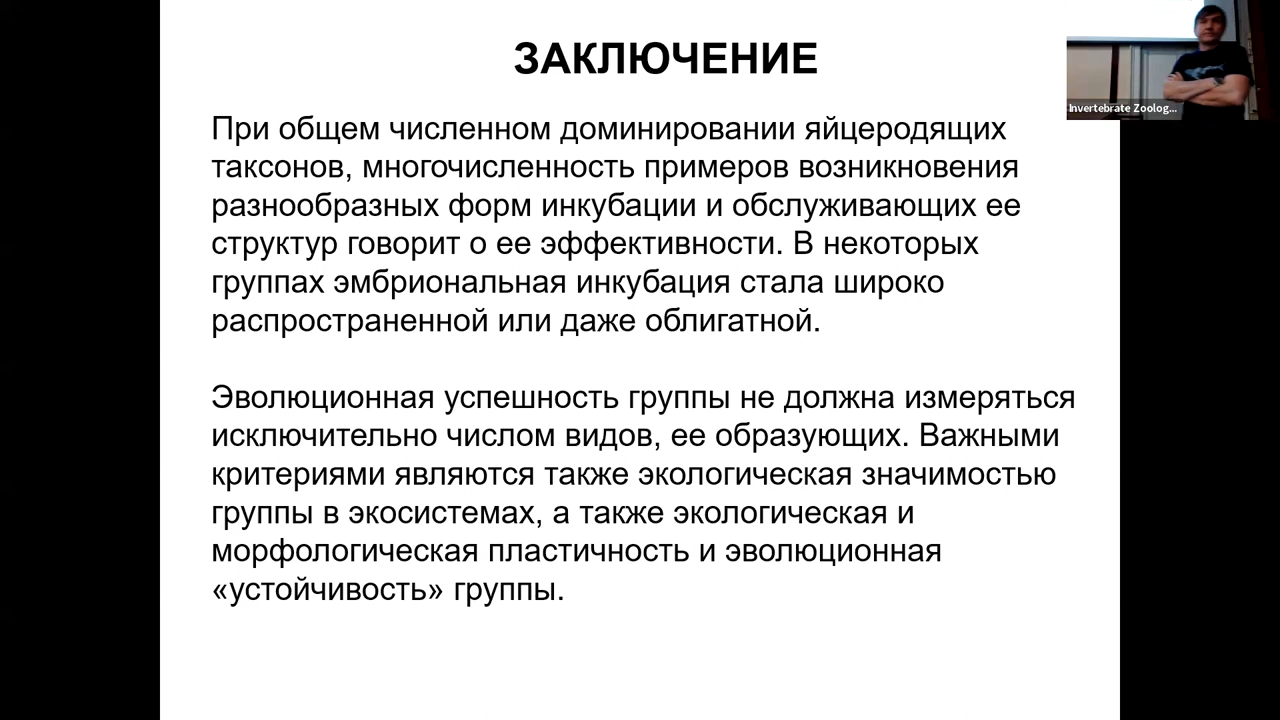 ЗАКЛЮЧЕНИЕ
Invertebrate Zoolog...
При общем численном доминировании яйцеродящих
таксонов, многочисленность примеров возникновения
разнообразных форм инкубации и обслуживающих ее
структур говорит о ее эффективности. В некоторых
группах эмбриональная инкубация стала широко
распространенной или даже облигатной.
Эволюционная успешность группы не должна измеряться
исключительно числом видов, ее образующих. Важными
критериями являются также экологическая значимостью
группы в экосистемах, а также экологическая и
морфологическая пластичность и эволюционная
«устойчивость» группы.